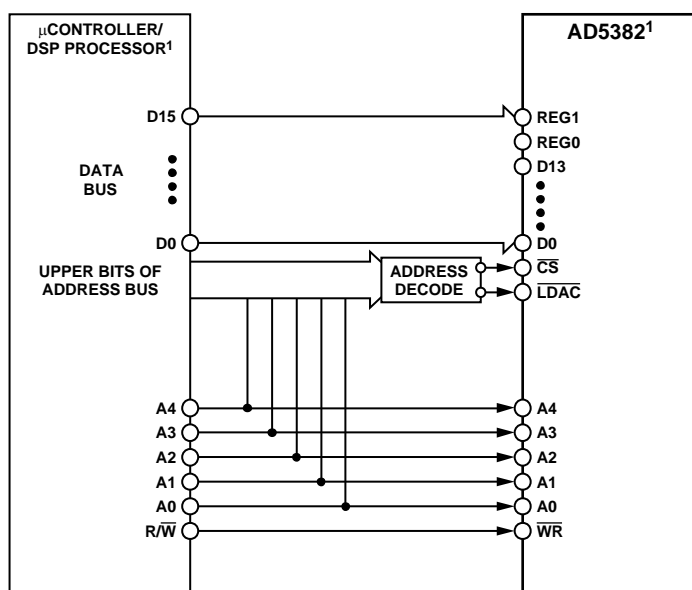 µCONTROLLER/
DSP PROCESSOR1
AD53821
D15
REG1
REG0
DATA
BUS
D13
D0
D0
UPPER BITS OF
ADDRESS BUS
ADDRESS
DECODE
CS
LDAC
A4
A4
A3
A3
A2
A2
A1
A1
A0
A0
R/W
WR